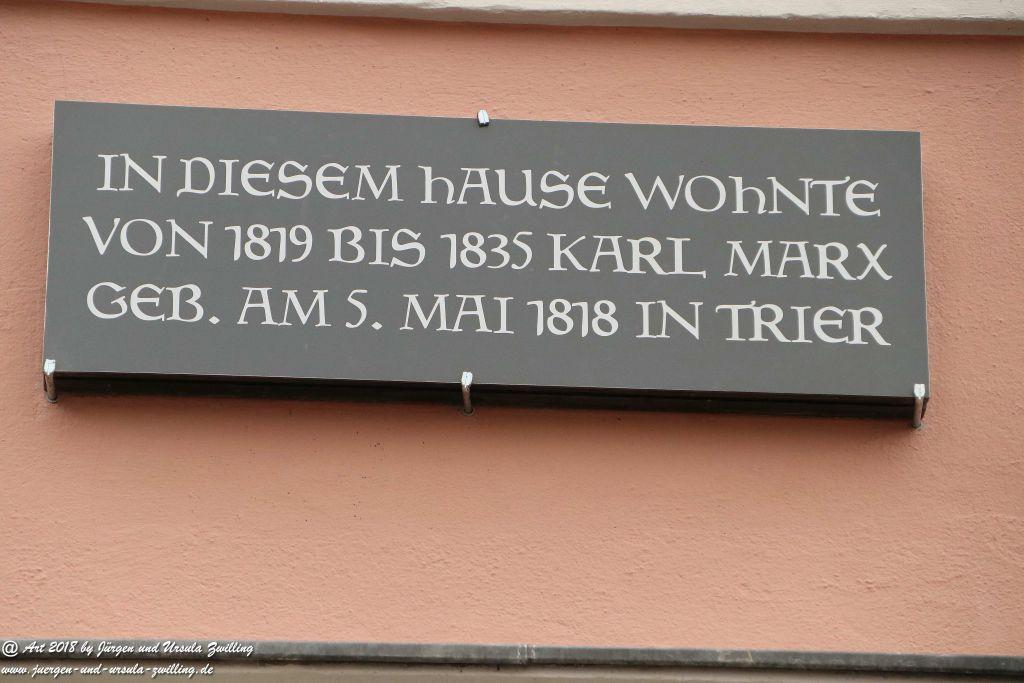 IN DIESEM hAUSE WOhNTE
VON 1819 BIS 1835 KARL MARX
GEB. AM 5. MAI 1818 IN TRIER
@ Art 2018 by Jürgen und Ursula Zwilling
www.juergen-und-ursula-zwilling.de